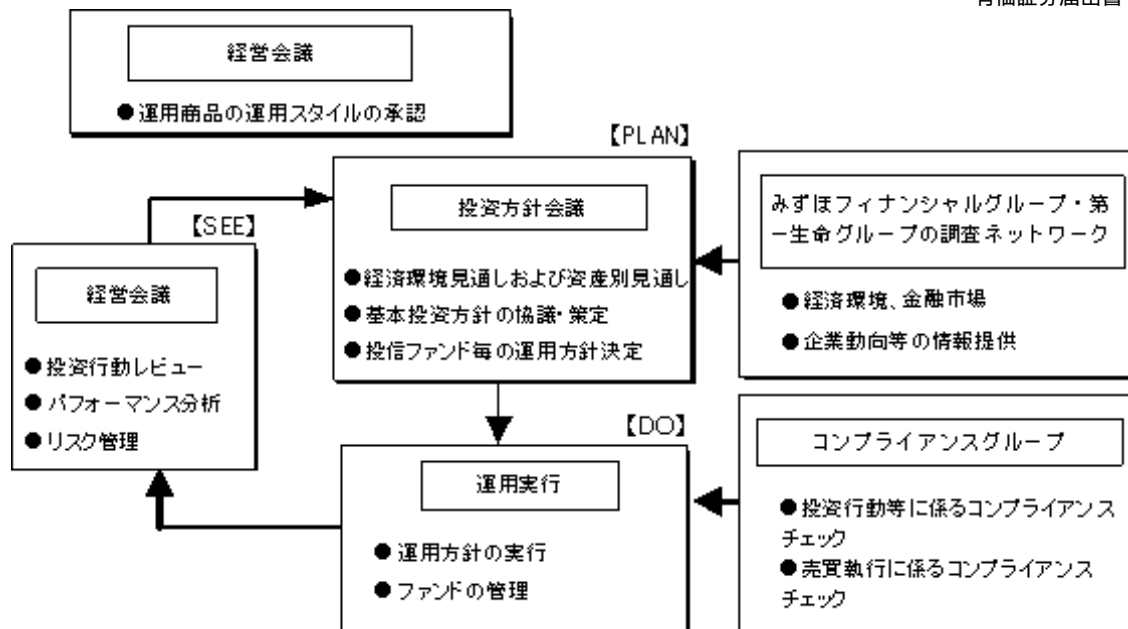 有価証券届出書
経営会議
●運用商品の運用スタイルの承認
【PLAN】
投資方針会議
●経済環境見通しおよび資産別見通し
●基本投資方針の協議・策定
●投信ファンド毎の運用方針決定
みずほフィナンシャルグループ・第
一生命グループの調査ネットワーク
●経済環境、金融市場
●企業動向等の情報提供
【SEE】
経営会議
●投資行動レビュー
●パフォーマンス分析
●リスク管理
【DO】
運用実行
●運用方針の実行
●ファンドの管理
コンプライアンスグループ
●投資行動等に係るコンプライアンス
チェック
●売買執行に係るコンプライアンス
チェック